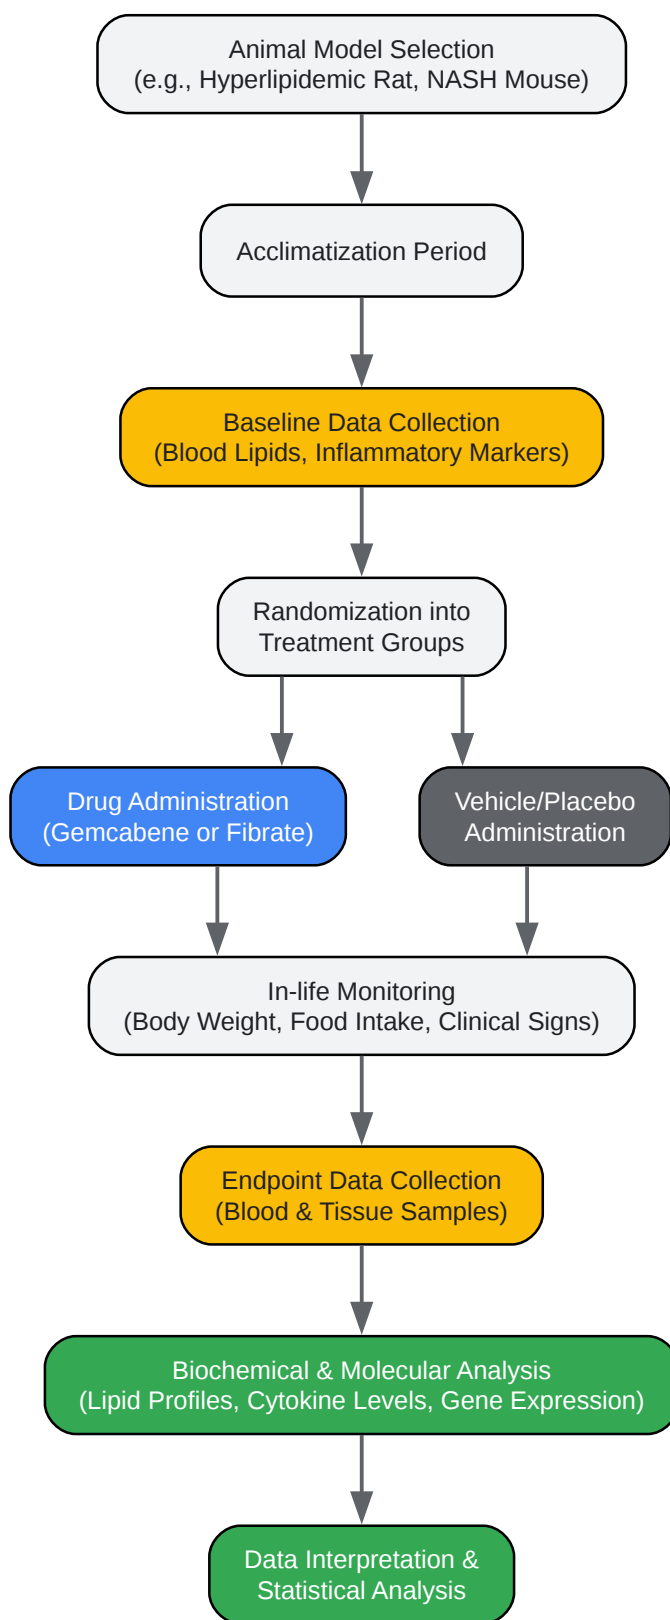 Animal Model Selection
(e.g., Hyperlipidemic Rat, NASH Mouse)
Acclimatization Period
Baseline Data Collection
(Blood Lipids, Inflammatory Markers)
Randomization into
Treatment Groups
Drug Administration
(Gemcabene or Fibrate)
Vehicle/Placebo
Administration
In-life Monitoring
(Body Weight, Food Intake, Clinical Signs)
Endpoint Data Collection
(Blood & Tissue Samples)
Biochemical & Molecular Analysis
(Lipid Profiles, Cytokine Levels, Gene Expression)
Data Interpretation &
Statistical Analysis